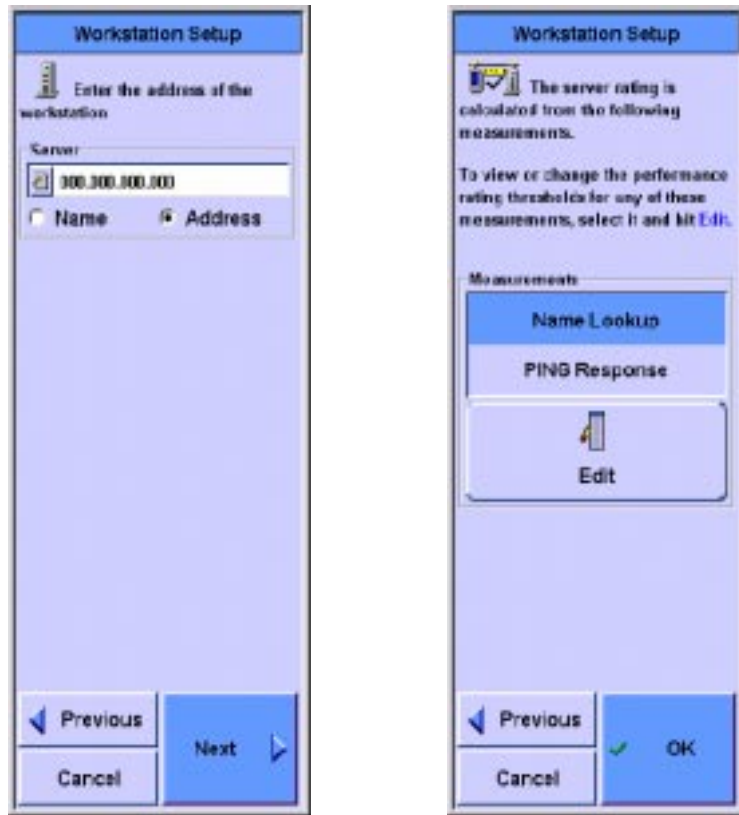 Workstation Setup
Enter the address of the
workstation
Server
000.000.000.000
Name Address
Previous
Next
Cancel
Workstation Setup
The server rating is
calculated from the following
measurements.
To view or change the performance
rating thresholds for any of these
measurements, select it and hit Edit.
Measurements
Name Lookup
PING Response
Edit
Previous
OK
Cancel